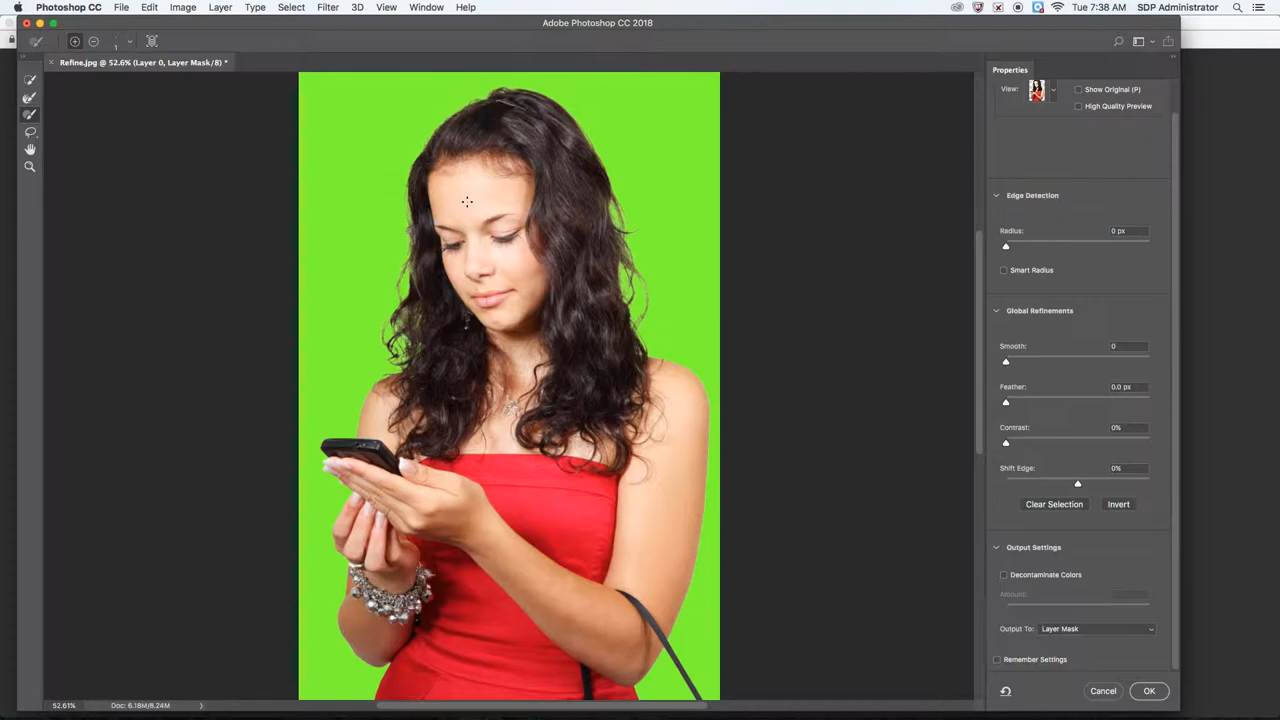 Photoshop CC File Edit Image Layer Type Select Filter 3D View Window Help Tue 7:38 AM SDP Administrator
Adobe Photoshop CC 2018
1
× Refine.jpg @ 52.6% (Layer 0, Layer Mask/8) *
Properties
View: Show Original (P)
High Quality Preview
Edge Detection
Radius: 0 px
Smart Radius
Global Refinements
Smooth: 0
Feather: 0.0 px
Contrast: 0%
Shift Edge: 0%
Clear Selection Invert
Output Settings
Decontaminate Colors
Amount:
Output To: Layer Mask
Remember Settings
Cancel OK
52.61% Doc: 6.18M/8.24M